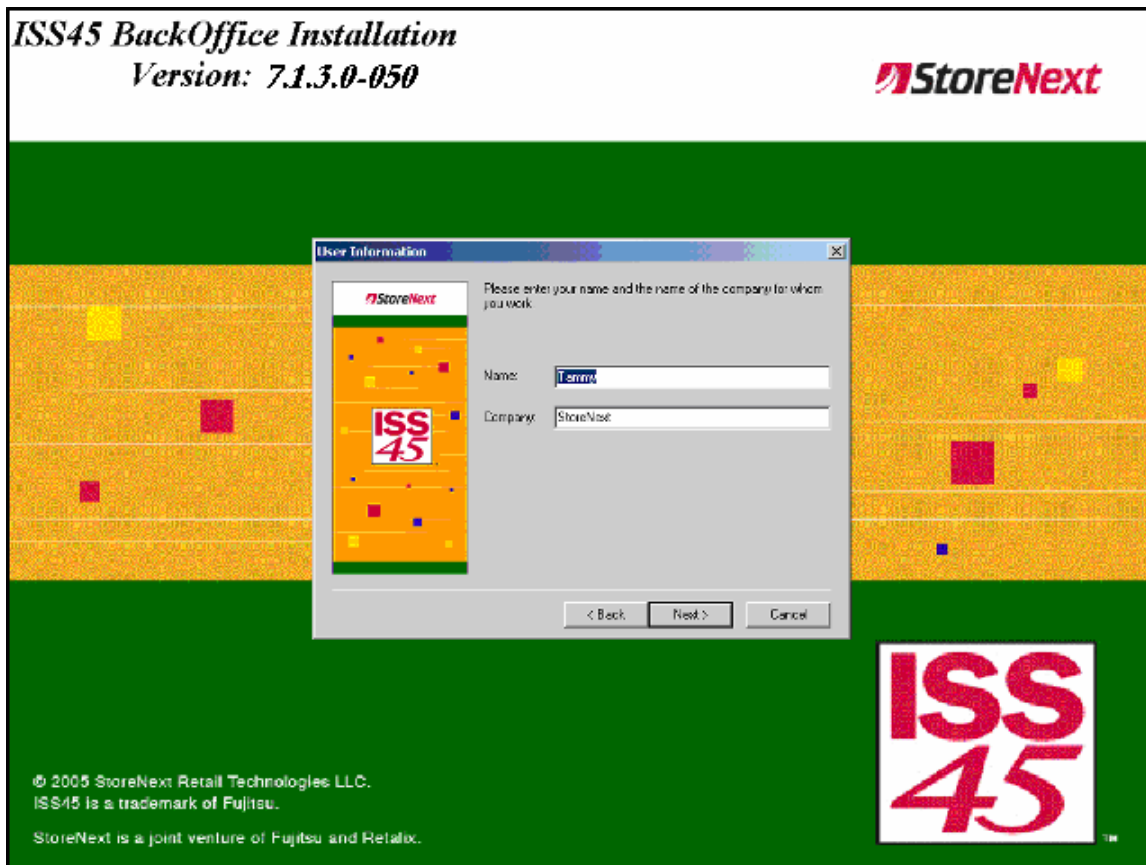 ISS45 BackOffice Installation
Version: 7.1.3.0-050
StoreNext
User Information
StoreNext
Please enter your name and the name of the company for whom
you work
Name:
Tammy
Company:
StoreNext
ISS
45
< Back
Next >
Cancel
ISS
45
TM
© 2005 StoreNext Retail Technologies LLC.
ISS45 is a trademark of Fujitsu.
StoreNext is a joint venture of Fujitsu and Retalix.